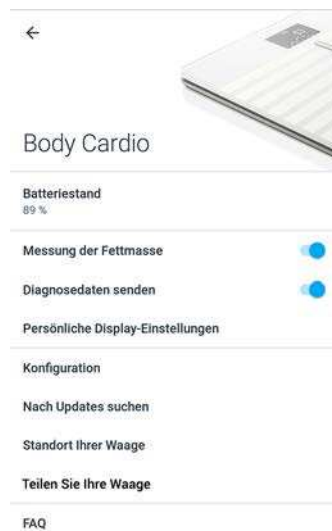 Body Cardio
Batteriestand
89 %
Messung der Fettmasse
Diagnosedaten senden
Persönliche Display-Einstellungen
Konfiguration
Nach Updates suchen
Standort Ihrer Waage
Teilen Sie Ihre Waage
FAQ